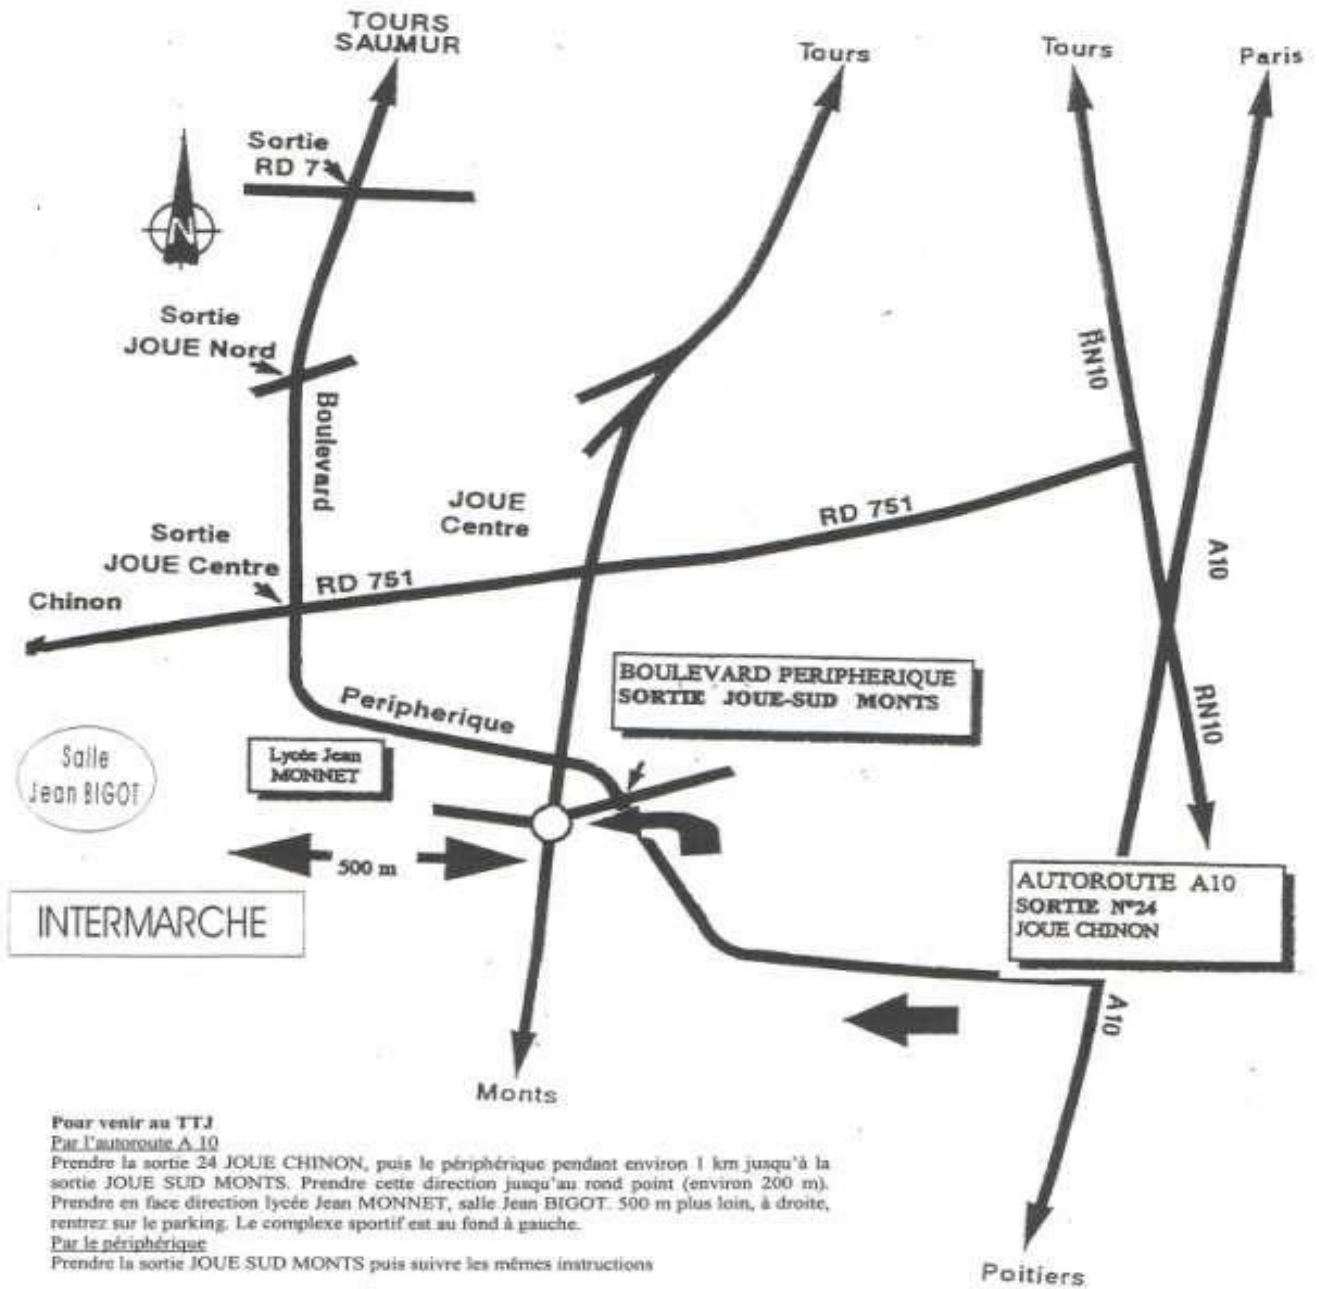 TOURS
SAUMUR
Tours
Tours
Paris
Sortie
RD 7
N
Sortie
JOUE Nord
Boulevard
RN10
JOUE
Centre
RD 751
Sortie
JOUE Centre
RD 751
A10
Chinon
BOULEVARD PERIPHERIQUE
SORTIE JOUE-SUD MONTS
Peripherique
RN10
Salle
Jean BIGOT
Lycée Jean
MONNET
500 m
INTERMARCHE
AUTOROUTE A10
SORTIE N°24
JOUE CHINON
A10
Monts
Poitiers
Pour venir au TTJ
Par l'autoroute A 10
Prendre la sortie 24 JOUE CHINON, puis le périphérique pendant environ 1 km jusqu'à la
sortie JOUE SUD MONTS. Prendre cette direction jusqu'au rond point (environ 200 m).
Prendre en face direction lycée Jean MONNET, salle Jean BIGOT. 500 m plus loin, à droite,
rentrez sur le parking. Le complexe sportif est au fond à gauche.
Par le périphérique
Prendre la sortie JOUE SUD MONTS puis suivre les mêmes instructions